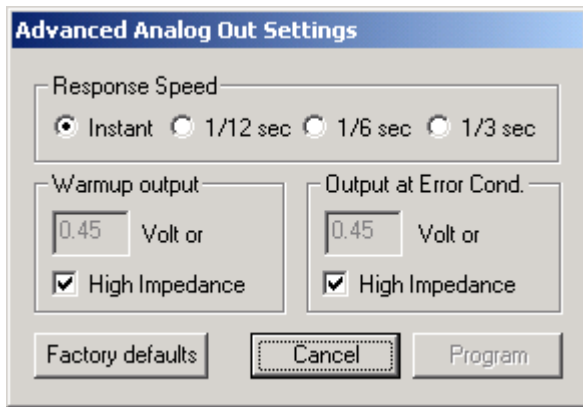 Advanced Analog Out Settings
Response Speed
Instant 1/12 sec 1/6 sec 1/3 sec
Warmup output
0.45 Volt or
High Impedance
Output at Error Cond.
0.45 Volt or
High Impedance
Factory defaults Cancel Program